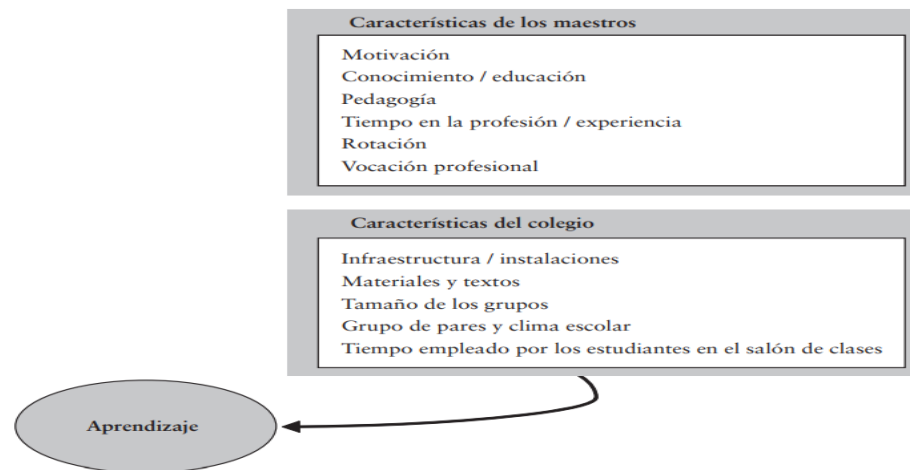 Características de los maestros
Motivación
Conocimiento / educación
Pedagogía
Tiempo en la profesión / experiencia
Rotación
Vocación profesional
Características del colegio
Infraestructura / instalaciones
Materiales y textos
Tamaño de los grupos
Grupo de pares y clima escolar
Tiempo empleado por los estudiantes en el salón de clases
Aprendizaje